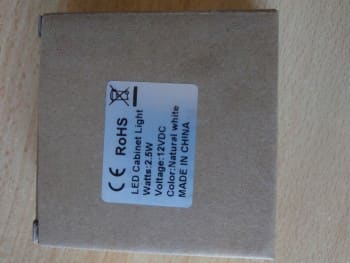 CE RoHS
LED Cabinet Light
Watts:2.5W
Voltage:12VDC
Color:Natural white
MADE IN CHINA